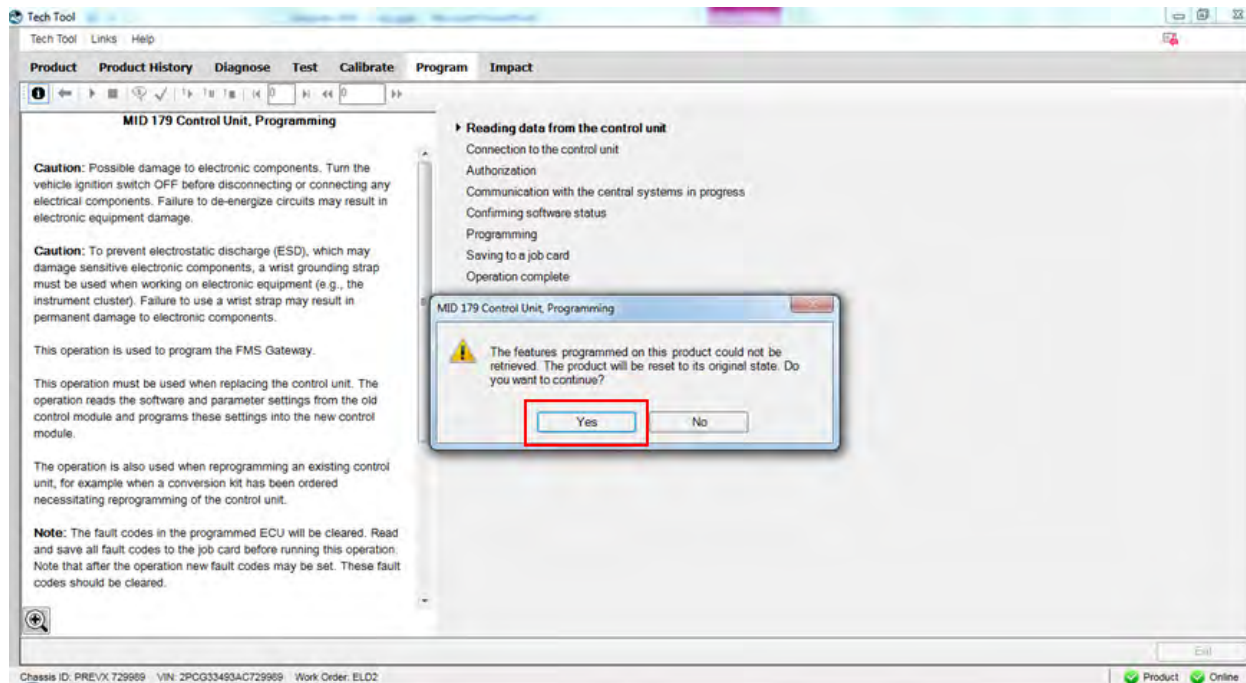 Tech Tool
Tech Tool Links Help
Product Product History Diagnose Test Calibrate Program Impact
0 0
MID 179 Control Unit, Programming
Caution: Possible damage to electronic components. Turn the
vehicle ignition switch OFF before disconnecting or connecting any
electrical components. Failure to de-energize circuits may result in
electronic equipment damage.
Caution: To prevent electrostatic discharge (ESD), which may
damage sensitive electronic components, a wrist grounding strap
must be used when working on electronic equipment (e.g., the
instrument cluster). Failure to use a wrist strap may result in
permanent damage to electronic components.
This operation is used to program the FMS Gateway.
This operation must be used when replacing the control unit. The
operation reads the software and parameter settings from the old
control module and programs these settings into the new control
module.
The operation is also used when reprogramming an existing control
unit, for example when a conversion kit has been ordered
necessitating reprogramming of the control unit.
Note: The fault codes in the programmed ECU will be cleared. Read
and save all fault codes to the job card before running this operation.
Note that after the operation new fault codes may be set. These fault
codes should be cleared.
Reading data from the control unit
Connection to the control unit
Authorization
Communication with the central systems in progress
Confirming software status
Programming
Saving to a job card
Operation complete
MID 179 Control Unit, Programming
The features programmed on this product could not be
retrieved. The product will be reset to its original state. Do
you want to continue?
Yes No
Exit
Chassis ID: PREVX 729989 VIN: 2PCG33493AC729989 Work Order: ELD2 Product Online